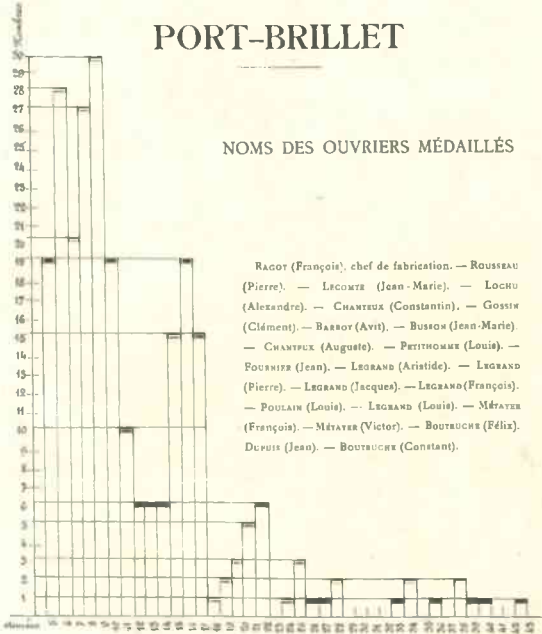 PORT-BRILLET
NOMS DES OUVRIERS MÉDAILLÉS
RAGOT (François), chef de fabrication. — ROUSSEAU
(Pierre). — LECOMTE (Jean-Marie). — LOCHU
(Alexandre). — CHANTEUX (Constantin). — GOSSIN
(Clément). — BARBOT (Avit). — BUSSON (Jean-Marie).
— CHANTEUX (Auguste). — PETITHOMME (Louis). —
FOURNIER (Jean). — LEGRAND (Aristide). — LEGRAND
(Pierre). — LEGRAND (Jacques). — LEGRAND (François).
— POULAIN (Louis). — LEGRAND (Louis). — MÉTAYER
(François). — MÉTAYER (Victor). — BOUTRUCHE (Félix).
DUPUIS (Jean). — BOUTRUCHE (Constant).
30
29
28
27
26
25
24
23
22
21
20
19
18
17
16
15
14
13
12
11
10
9
8
7
6
5
4
3
2
1